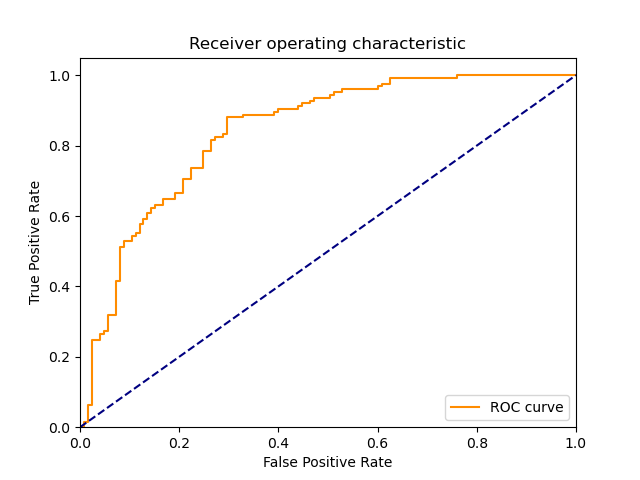 Receiver operating characteristic
True Positive Rate
1.0
0.8
0.6
0.4
0.2
0.0
0.0 0.2 0.4 0.6 0.8 1.0
False Positive Rate
ROC curve